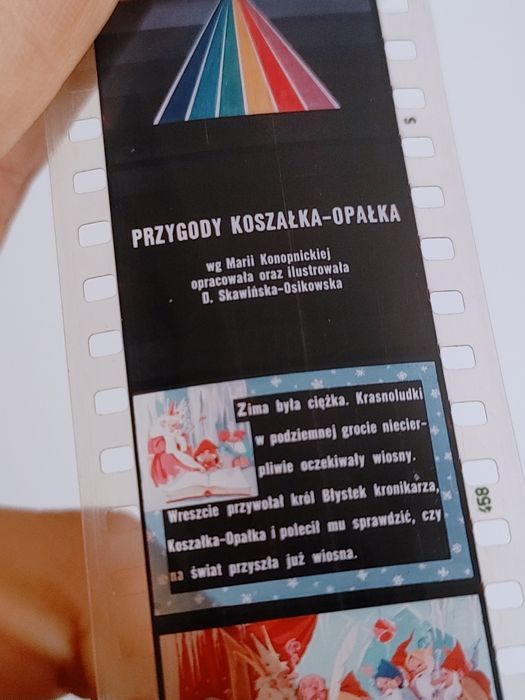 PRZYGODY KOSZAŁKA-OPAŁKA
wg Marii Konopnickiej
opracowała oraz ilustrowała
D. Skawińska-Osikowska
Zima była ciężka. Krasnoludki
w podziemnej grocie niecier-
pliwie oczekiwały wiosny.
Wreszcie przywołał król Błystek kronikarza,
Koszałka-Opałka i polecił mu sprawdzić, czy
na świat przyszła już wiosna.
S
458